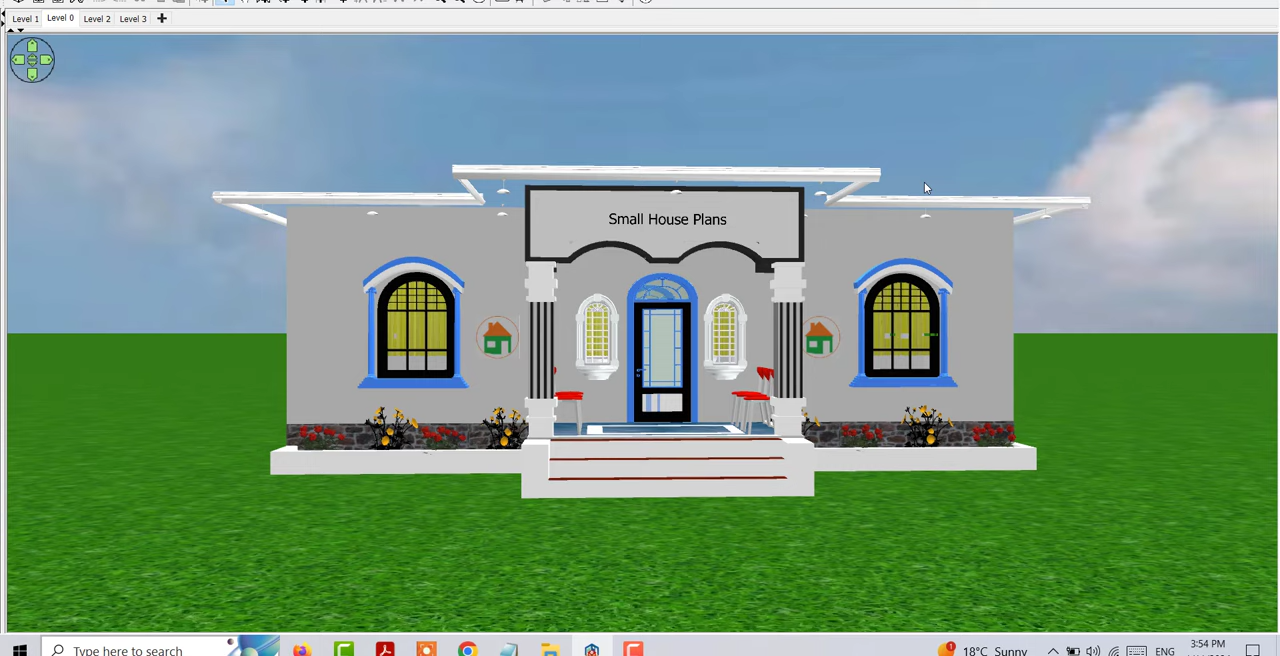 Level 1 Level 0 Level 2 Level 3
Small House Plans
Type here to search
1
18°C Sunny
ENG
3:54 PM